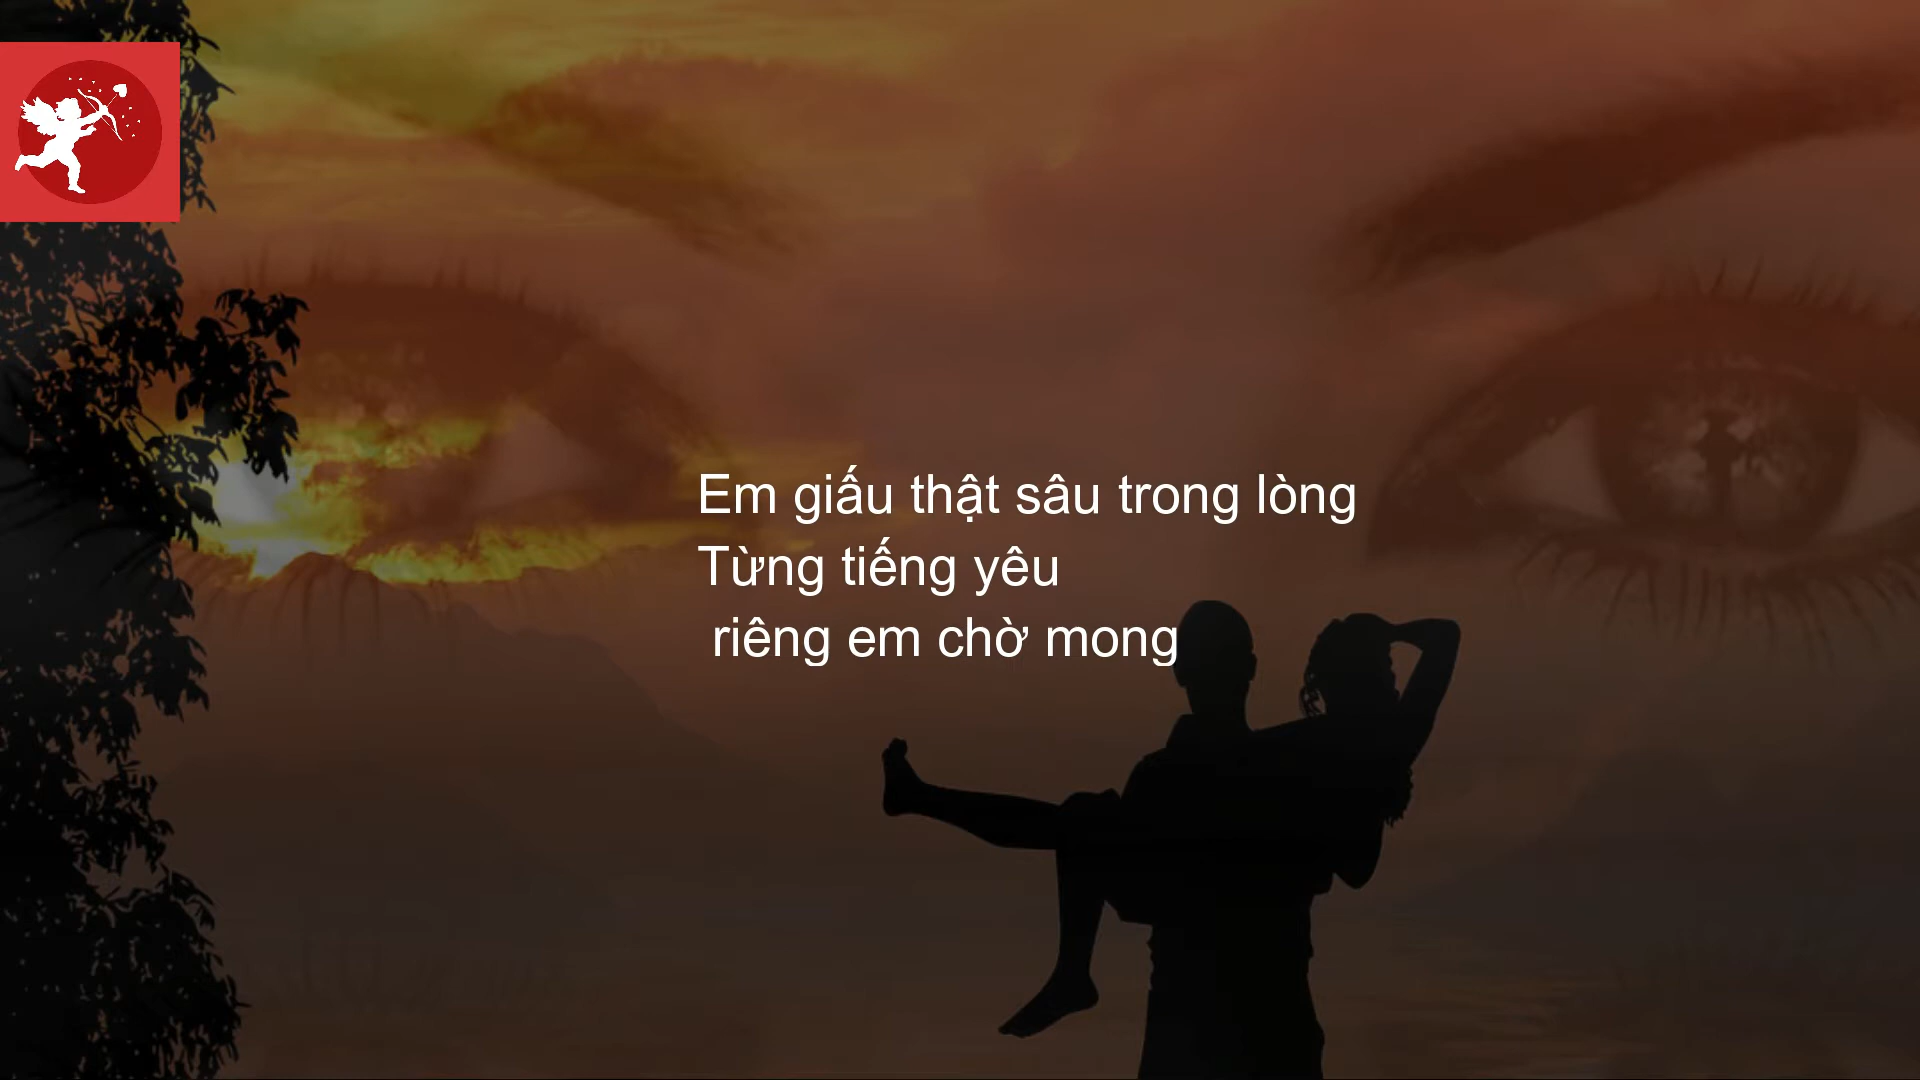 Em giấu thật sâu trong lòng
Từng tiếng yêu
riêng em chờ mong